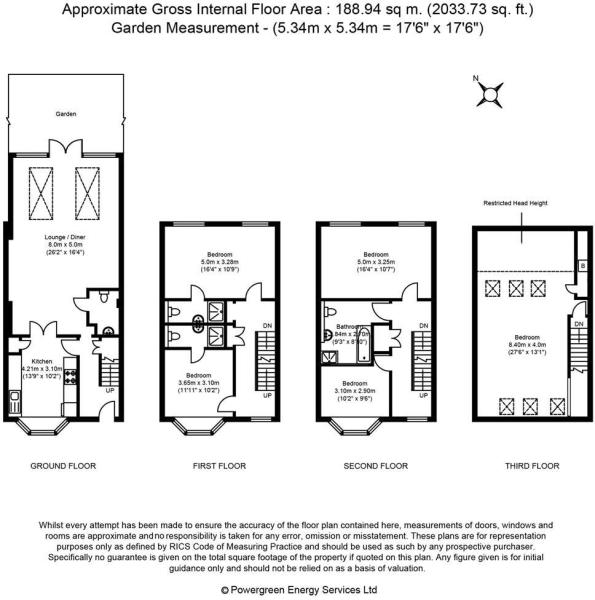 Approximate Gross Internal Floor Area : 188.94 sq m. (2033.73 sq. ft.)
Garden Measurement - (5.34m x 5.34m = 17'6" x 17'6")
N
Garden
Lounge / Diner
8.0m x 5.0m
(26'2" x 16'4")
Kitchen
4.21m x 3.10m
(13'9" x 10'2")
UP
GROUND FLOOR
Bedroom
5.0m x 3.28m
(16'4" x 10'9")
DN
Bedroom
3.65m x 3.10m
(11'11" x 10'2")
UP
FIRST FLOOR
Bedroom
5.0m x 3.25m
(16'4" x 10'7")
DN
Bathroom
(9'3" x
Bedroom
3.10m x 2.90m
(10'2" x 9'6")
UP
SECOND FLOOR
Restricted Head Height
B
DN
Bedroom
8.40m x 4.0m
(27'6" x 13'1")
THIRD FLOOR
Whilst every attempt has been made to ensure the accuracy of the floor plan contained here, measurements of doors, windows and
rooms are approximate and no responsibility is taken for any error, omission or misstatement. These plans are for representation
purposes only as defined by RICS Code of Measuring Practice and should be used as such by any prospective purchaser.
Specifically no guarantee is given on the total square footage of the property if quoted on this plan. Any figure given is for initial
guidance only and should not be relied on as a basis of valuation.
© Powergreen Energy Services Ltd